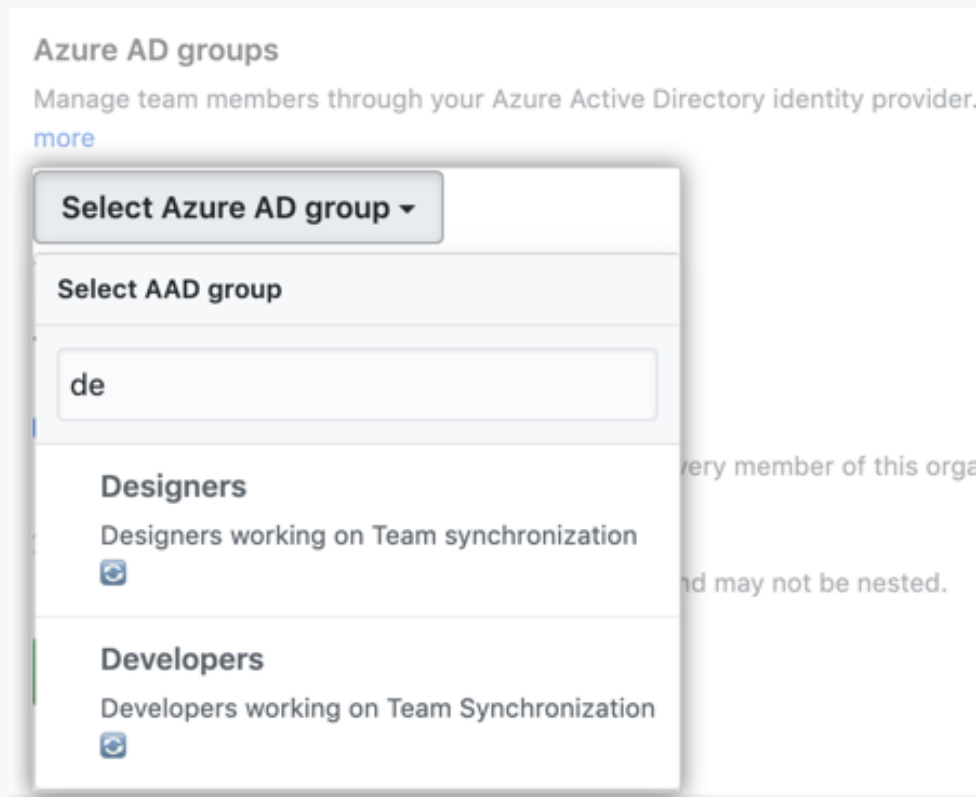 Azure AD groups
Manage team members through your Azure Active Directory identity provider.
more
Select Azure AD group
Select AAD group
de
Designers
very member of this orga
Designers working on Team synchronization
nd may not be nested.
Developers
Developers working on Team Synchronization